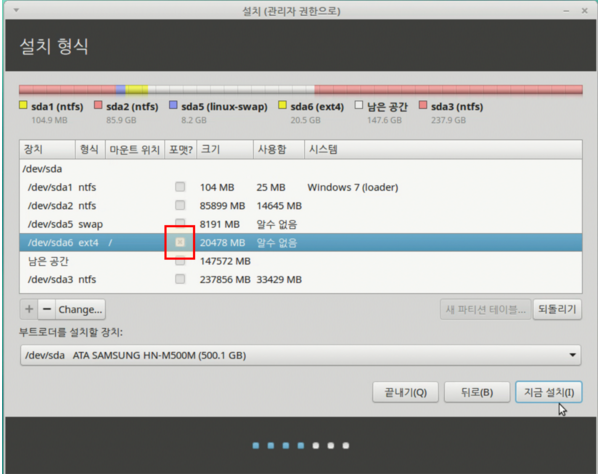 설치 (관리자 권한으로)
설치 형식
sda1 (ntfs) sda2 (ntfs) sda5 (linux-swap) sda6 (ext4) 남은 공간 sda3 (ntfs)
104.9 MB 85.9 GB 8.2 GB 20.5 GB 147.6 GB 237.9 GB
장치 형식 마운트 위치 포맷? 크기 사용함 시스템
/dev/sda
/dev/sda1 ntfs 104 MB 25 MB Windows 7 (loader)
/dev/sda2 ntfs 85899 MB 14645 MB
/dev/sda5 swap 8191 MB 알수 없음
/dev/sda6 ext4 / 20478 MB 알수 없음
남은 공간 147572 MB
/dev/sda3 ntfs 237856 MB 33429 MB
+ − Change... 새 파티션 테이블... 되돌리기
부트로더를 설치할 장치:
/dev/sda ATA SAMSUNG HN-M500M (500.1 GB)
끝내기(Q) 뒤로(B) 지금 설치(I)